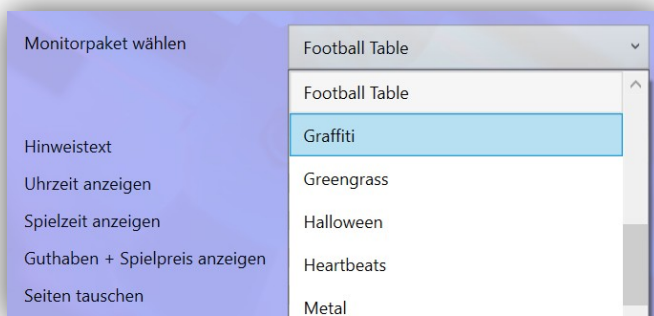 Monitorpaket wählen
Football Table
Football Table
Graffiti
Hinweistext
Greengrass
Uhrzeit anzeigen
Halloween
Spielzeit anzeigen
Guthaben + Spielpreis anzeigen
Heartbeats
Seiten tauschen
Metal